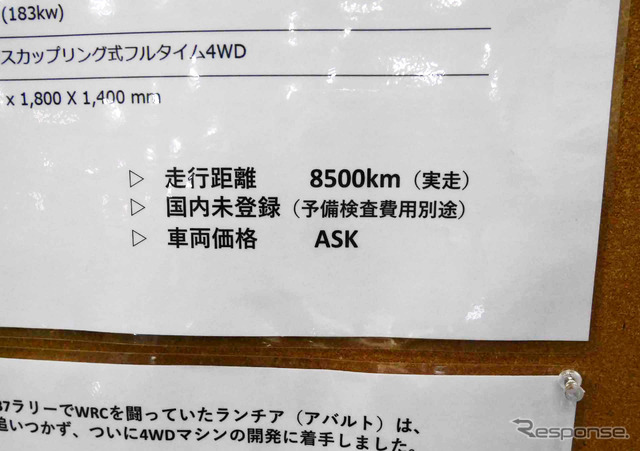 (183kw)
スカップリング式フルタイム4WD
x 1,800 X 1,400 mm
▷ 走行距離 8500km（実走）
▷ 国内未登録（予備検査費用別途）
▷ 車両価格 ASK
37ラリーでWRCを闘っていたランチア（アバルト）は、
追いつかず、ついに4WDマシンの開発に着手しました。
Response.